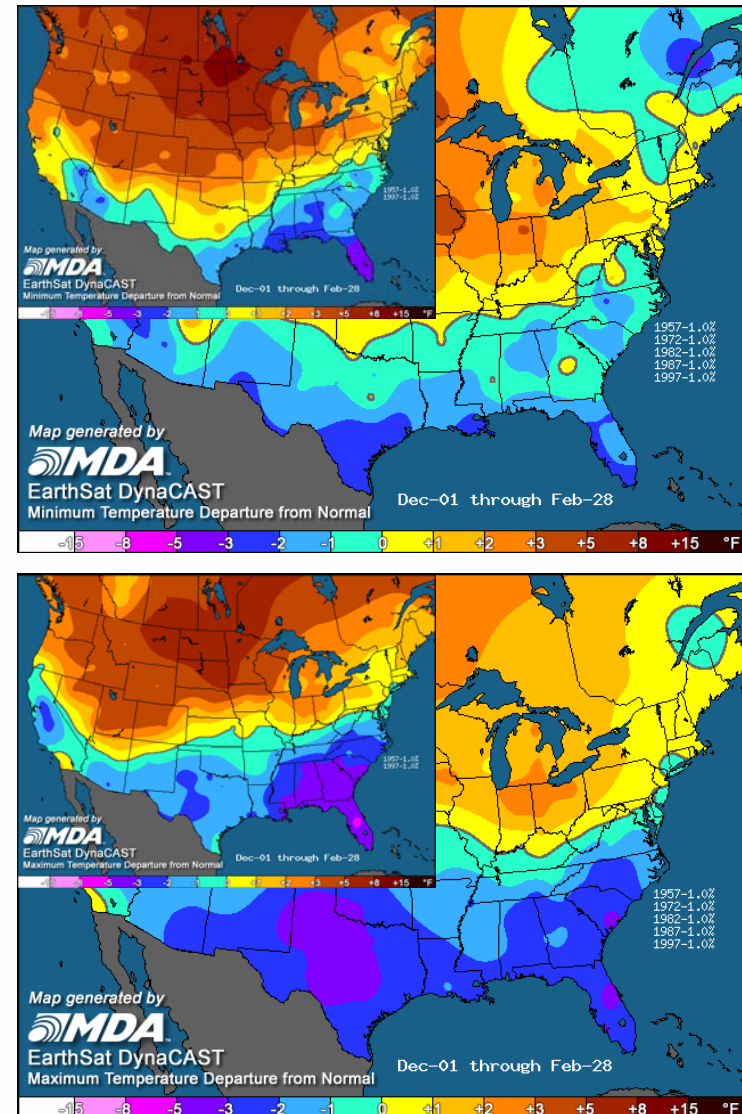 1957-1.0%
1997-1.0%
Map generated by
MDA
EarthSat DynaCAST
Minimum Temperature Departure from Normal
Dec-01 through Feb-28
-15 -8 -5 -3 -2 -1 0 +1 +2 +3 +5 +8 +15 °F
1957-1.0%
1972-1.0%
1982-1.0%
1987-1.0%
1997-1.0%
Map generated by
MDA
EarthSat DynaCAST
Minimum Temperature Departure from Normal
Dec-01 through Feb-28
-15 -8 -5 -3 -2 -1 0 +1 +2 +3 +5 +8 +15 °F
1957-1.0%
1997-1.0%
Map generated by
MDA
EarthSat DynaCAST
Maximum Temperature Departure from Normal
Dec-01 through Feb-28
-15 -8 -5 -3 -2 -1 0 +1 +2 +3 +5 +8 +15 °F
1957-1.0%
1972-1.0%
1982-1.0%
1987-1.0%
1997-1.0%
Map generated by
MDA
EarthSat DynaCAST
Maximum Temperature Departure from Normal
Dec-01 through Feb-28
-15 -8 -5 -3 -2 -1 0 +1 +2 +3 +5 +8 +15 °F